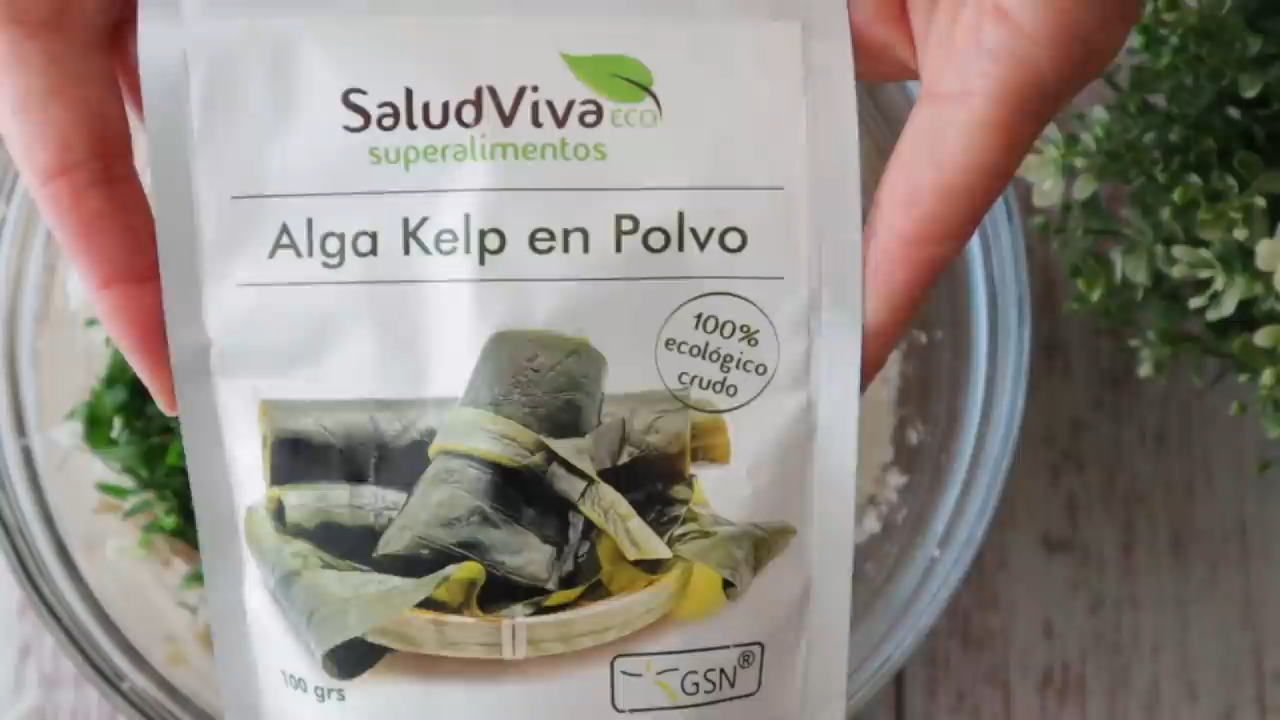 SaludViva ECO
superalimentos
Alga Kelp en Polvo
100%
ecológico
crudo
100 grs
GSN®